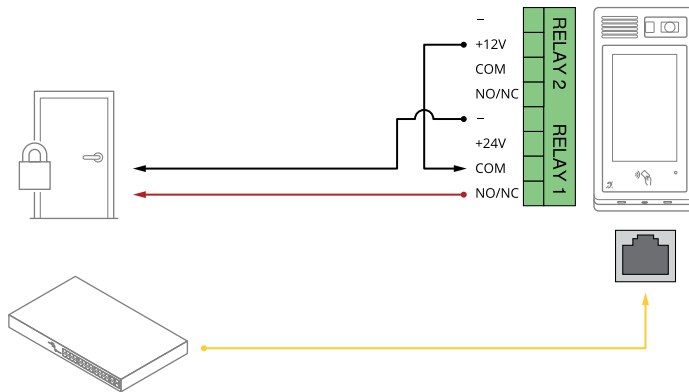 –
+12V
COM
NO/NC
–
+24V
COM
NO/NC
RELAY 2
RELAY 1